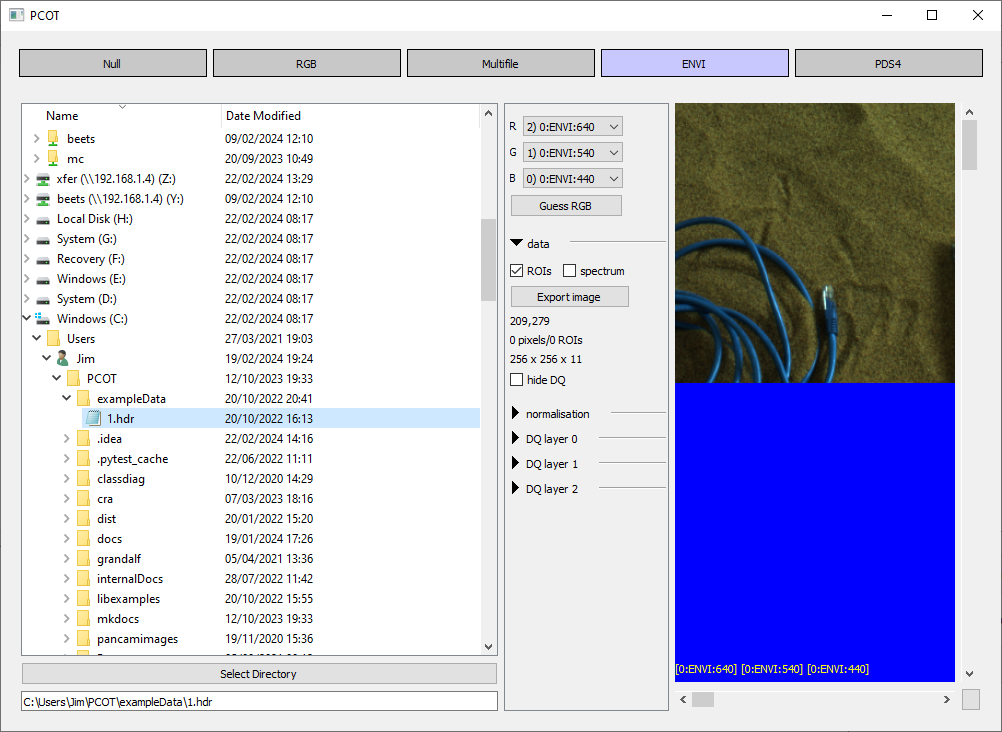 PCOT
Null RGB Multifile ENVI PDS4
Name Date Modified
beets 09/02/2024 12:10
mc 20/09/2023 10:49
xfer (\\192.168.1.4) (Z:) 22/02/2024 13:29
beets (\\192.168.1.4) (Y:) 09/02/2024 12:10
Local Disk (H:) 22/02/2024 08:17
System (G:) 22/02/2024 08:17
Recovery (F:) 22/02/2024 08:17
Windows (E:) 22/02/2024 08:17
System (D:) 22/02/2024 08:17
Windows (C:) 22/02/2024 08:17
Users 27/03/2021 19:03
Jim 19/02/2024 19:24
PCOT 12/10/2023 19:33
exampleData 20/10/2022 20:41
1.hdr 20/10/2022 16:13
.idea 22/02/2024 14:16
.pytest_cache 22/06/2022 11:11
classdiag 10/12/2020 14:29
cra 07/03/2023 18:16
dist 20/01/2022 15:20
docs 19/01/2024 17:26
grandalf 05/04/2021 13:36
internalDocs 28/07/2022 11:42
libexamples 20/10/2022 15:55
mkdocs 12/10/2023 19:33
pancamimages 19/11/2020 15:36
Select Directory
C:\Users\Jim\PCOT\exampleData\1.hdr
R 2) 0:ENVI:640
G 1) 0:ENVI:540
B 0) 0:ENVI:440
Guess RGB
data
ROIs spectrum
Export image
209,279
0 pixels/0 ROIs
256 x 256 x 11
hide DQ
normalisation
DQ layer 0
DQ layer 1
DQ layer 2
[0:ENVI:640] [0:ENVI:540] [0:ENVI:440]